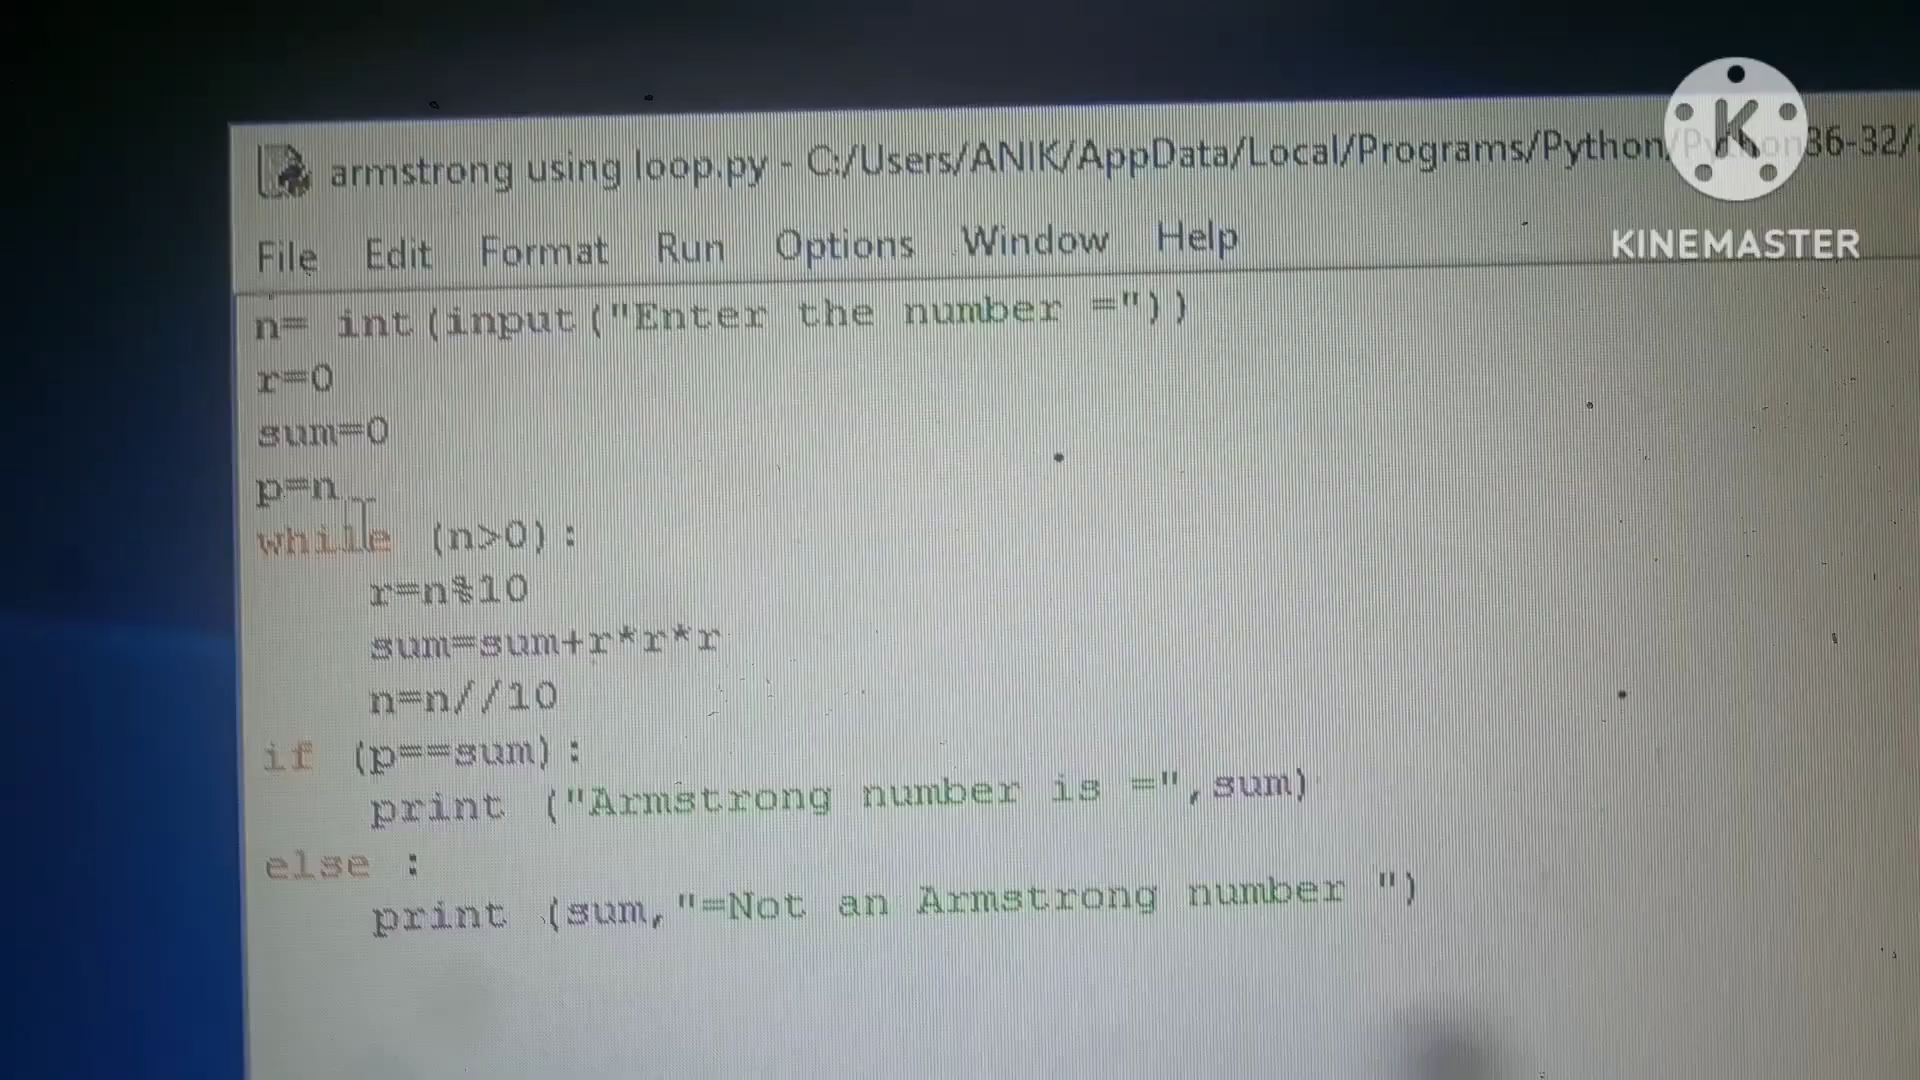 armstrong using loop.py - C:/Users/ANIK/AppData/Local/Programs/Python/Python36-32/
K
KINEMASTER
File Edit Format Run Options Window Help
n= int(input("Enter the number ="))
r=0
sum=0
p=n
while (n>0):
r=n%10
sum=sum+r*r*r
n=n//10
if (p==sum):
print ("Armstrong number is =",sum)
else :
print (sum,"=Not an Armstrong number ")